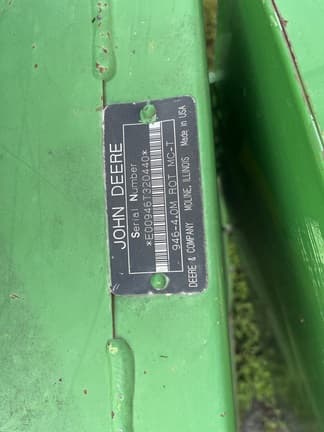 JOHN DEERE
Serial Number
*E00946T320440*
946-4.0M ROT MC-T
DEERE & COMPANY MOLINE, ILLINOIS Made in USA